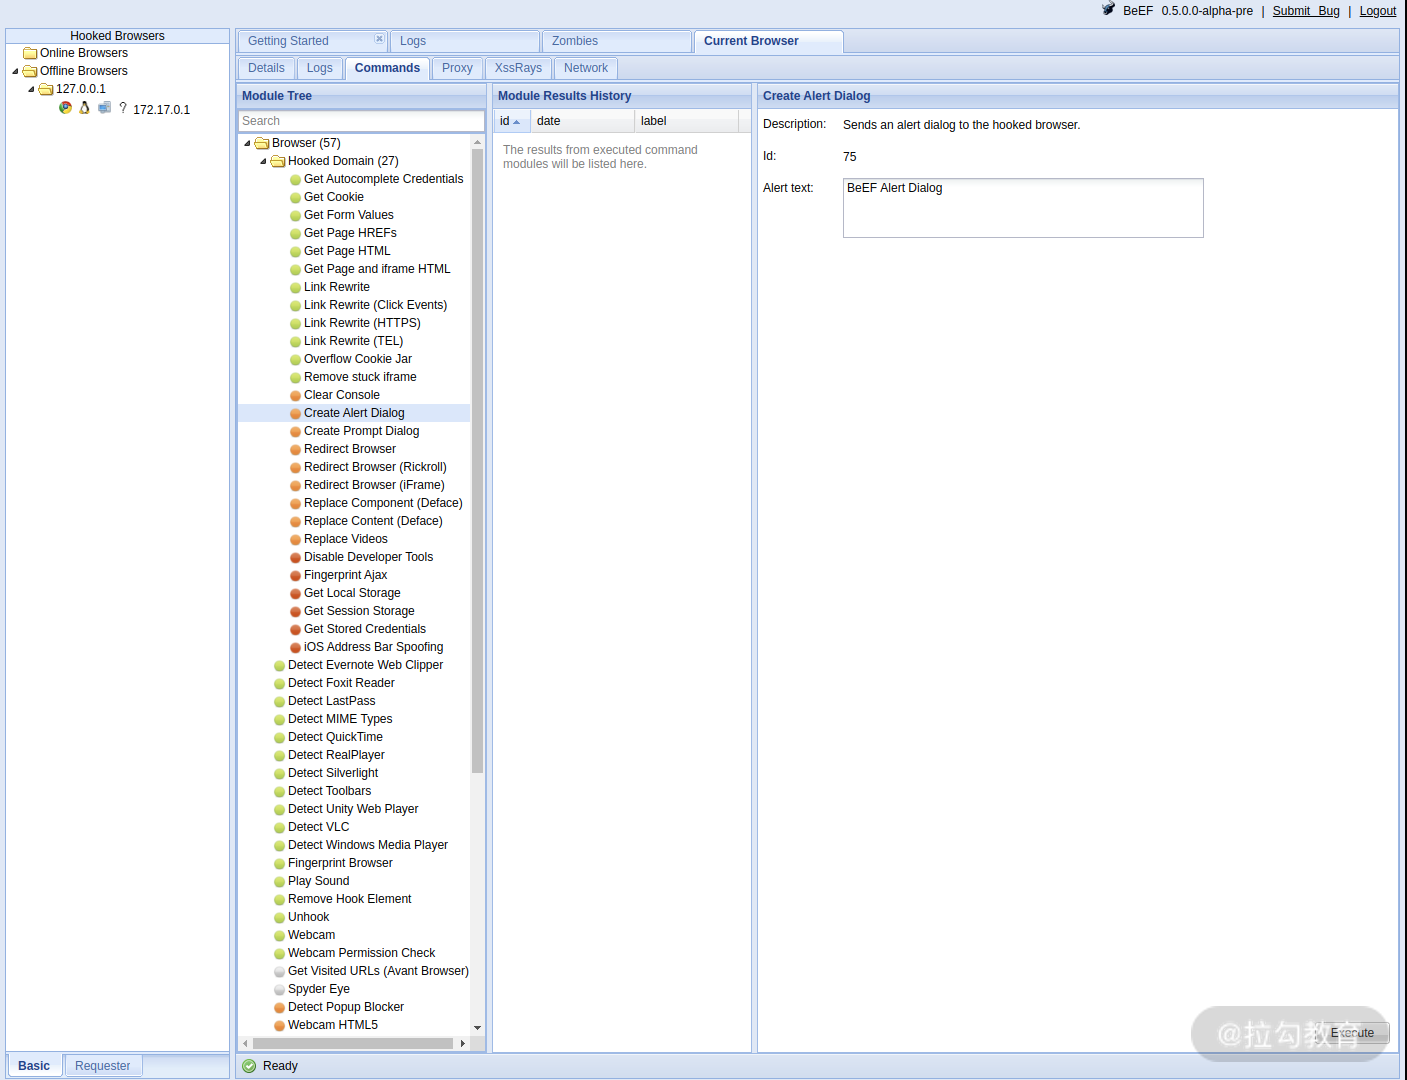 BeEF 0.5.0.0-alpha-pre | Submit Bug | Logout
Hooked Browsers
Online Browsers
Offline Browsers
127.0.0.1
? 172.17.0.1
Basic
Requester
Getting Started
Logs
Zombies
Current Browser
Details
Logs
Commands
Proxy
XssRays
Network
Module Tree
Search
Browser (57)
Hooked Domain (27)
Get Autocomplete Credentials
Get Cookie
Get Form Values
Get Page HREFs
Get Page HTML
Get Page and iframe HTML
Link Rewrite
Link Rewrite (Click Events)
Link Rewrite (HTTPS)
Link Rewrite (TEL)
Overflow Cookie Jar
Remove stuck iframe
Clear Console
Create Alert Dialog
Create Prompt Dialog
Redirect Browser
Redirect Browser (Rickroll)
Redirect Browser (iFrame)
Replace Component (Deface)
Replace Content (Deface)
Replace Videos
Disable Developer Tools
Fingerprint Ajax
Get Local Storage
Get Session Storage
Get Stored Credentials
iOS Address Bar Spoofing
Detect Evernote Web Clipper
Detect Foxit Reader
Detect LastPass
Detect MIME Types
Detect QuickTime
Detect RealPlayer
Detect Silverlight
Detect Toolbars
Detect Unity Web Player
Detect VLC
Detect Windows Media Player
Fingerprint Browser
Play Sound
Remove Hook Element
Unhook
Webcam
Webcam Permission Check
Get Visited URLs (Avant Browser)
Spyder Eye
Detect Popup Blocker
Webcam HTML5
Module Results History
id date label
The results from executed command
modules will be listed here.
Create Alert Dialog
Description: Sends an alert dialog to the hooked browser.
Id: 75
Alert text: BeEF Alert Dialog
Execute
@拉勾教育
Ready